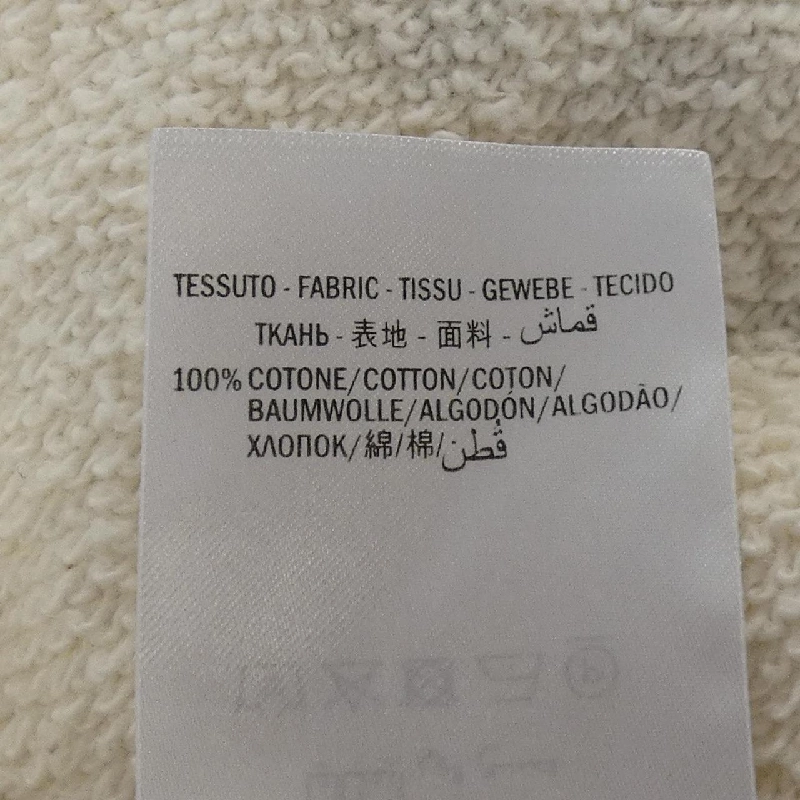 TESSUTO - FABRIC - TISSU - GEWEBE - TECIDO
ТКАНЬ - 表地 - 面料 - قماش
100% COTONE/COTTON/COTON/
BAUMWOLLE/ALGODÓN/ALGODÃO/
ХЛОПОК/綿/棉/قُطن